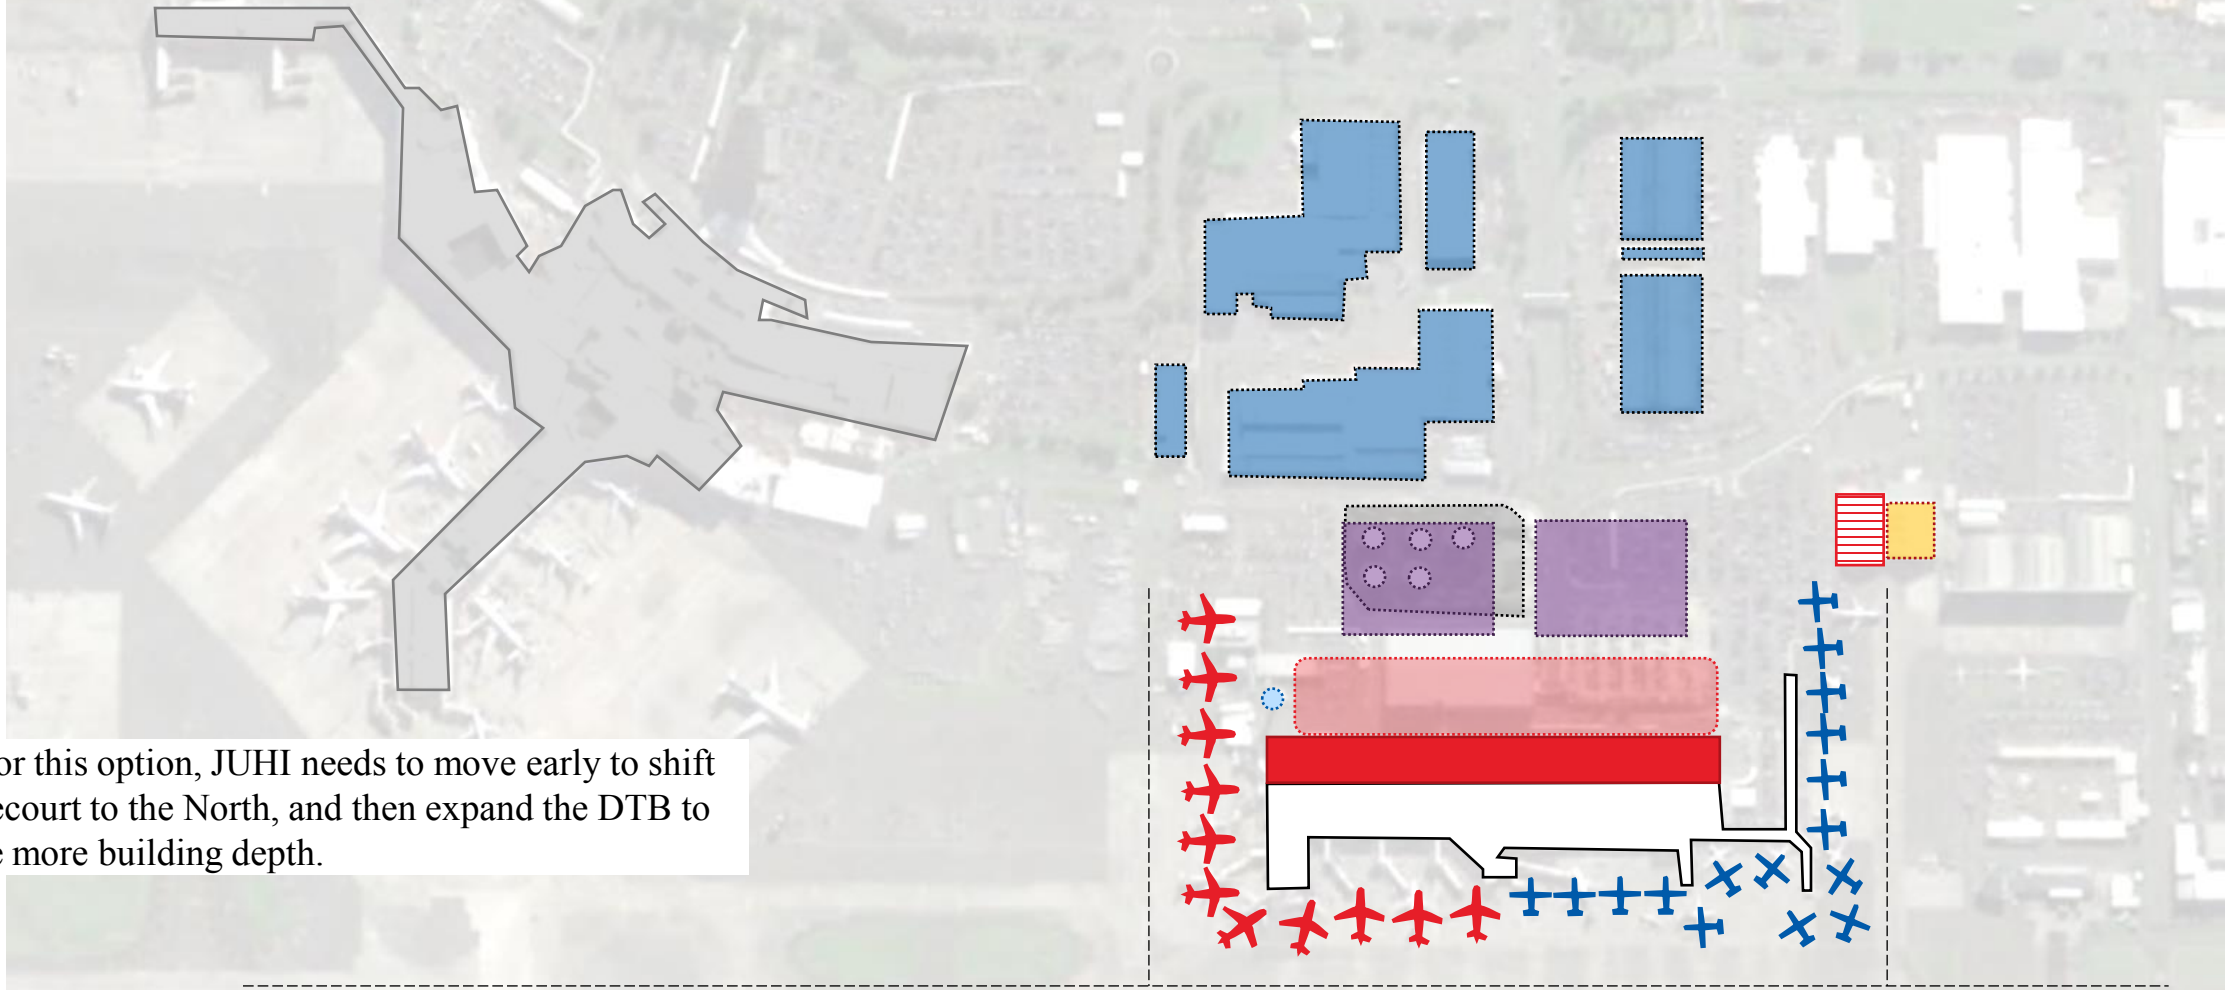 or this option, JUHI needs to move early to shift
ecourt to the North, and then expand the DTB to
e more building depth.